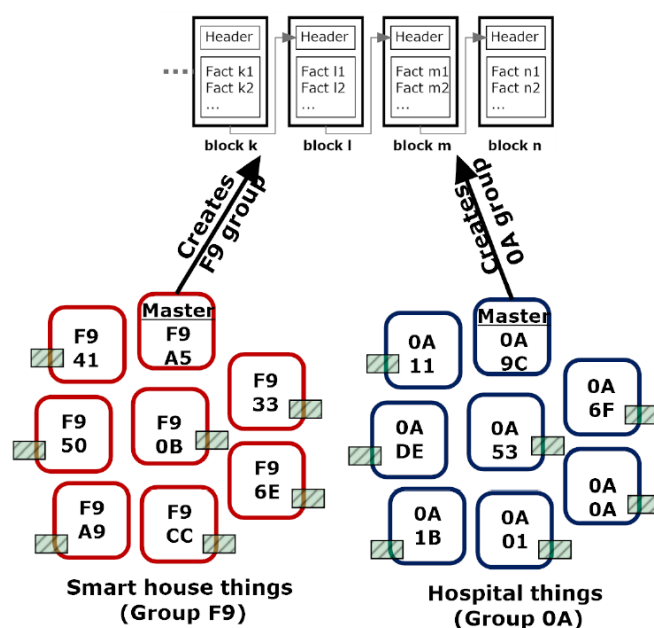 Header
Fact k1
Fact k2
...
block k
Header
Fact l1
Fact l2
...
block l
Header
Fact m1
Fact m2
...
block m
Header
Fact n1
Fact n2
...
block n
Creates
F9 group
Creates
0A group
F9
41
Master
F9
A5
F9
33
F9
50
F9
0B
F9
6E
F9
A9
F9
CC
Smart house things
(Group F9)
0A
11
Master
0A
9C
0A
6F
0A
DE
0A
53
0A
0A
0A
1B
0A
01
Hospital things
(Group 0A)